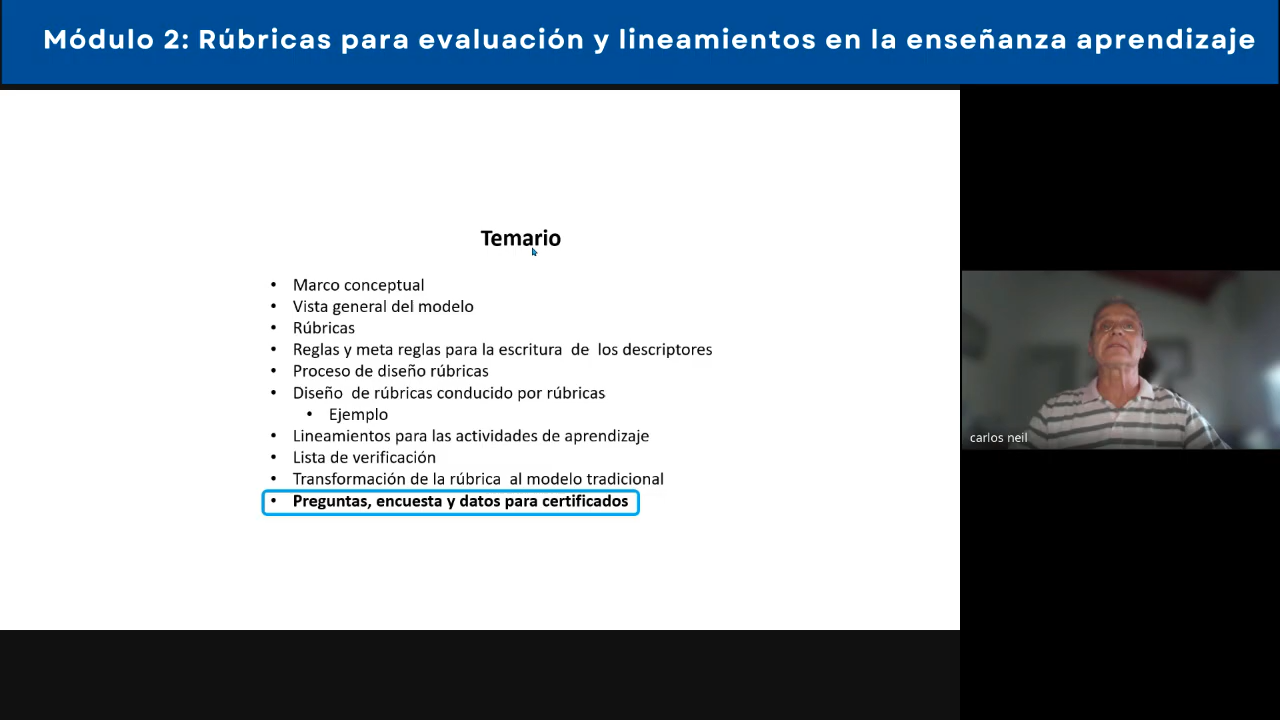 Módulo 2: Rúbricas para evaluación y lineamientos en la enseñanza aprendizaje
Temario
• Marco conceptual
• Vista general del modelo
• Rúbricas
• Reglas y meta reglas para la escritura de los descriptores
• Proceso de diseño rúbricas
• Diseño de rúbricas conducido por rúbricas
• Ejemplo
• Lineamientos para las actividades de aprendizaje
• Lista de verificación
• Transformación de la rúbrica al modelo tradicional
• Preguntas, encuesta y datos para certificados
carlos neil